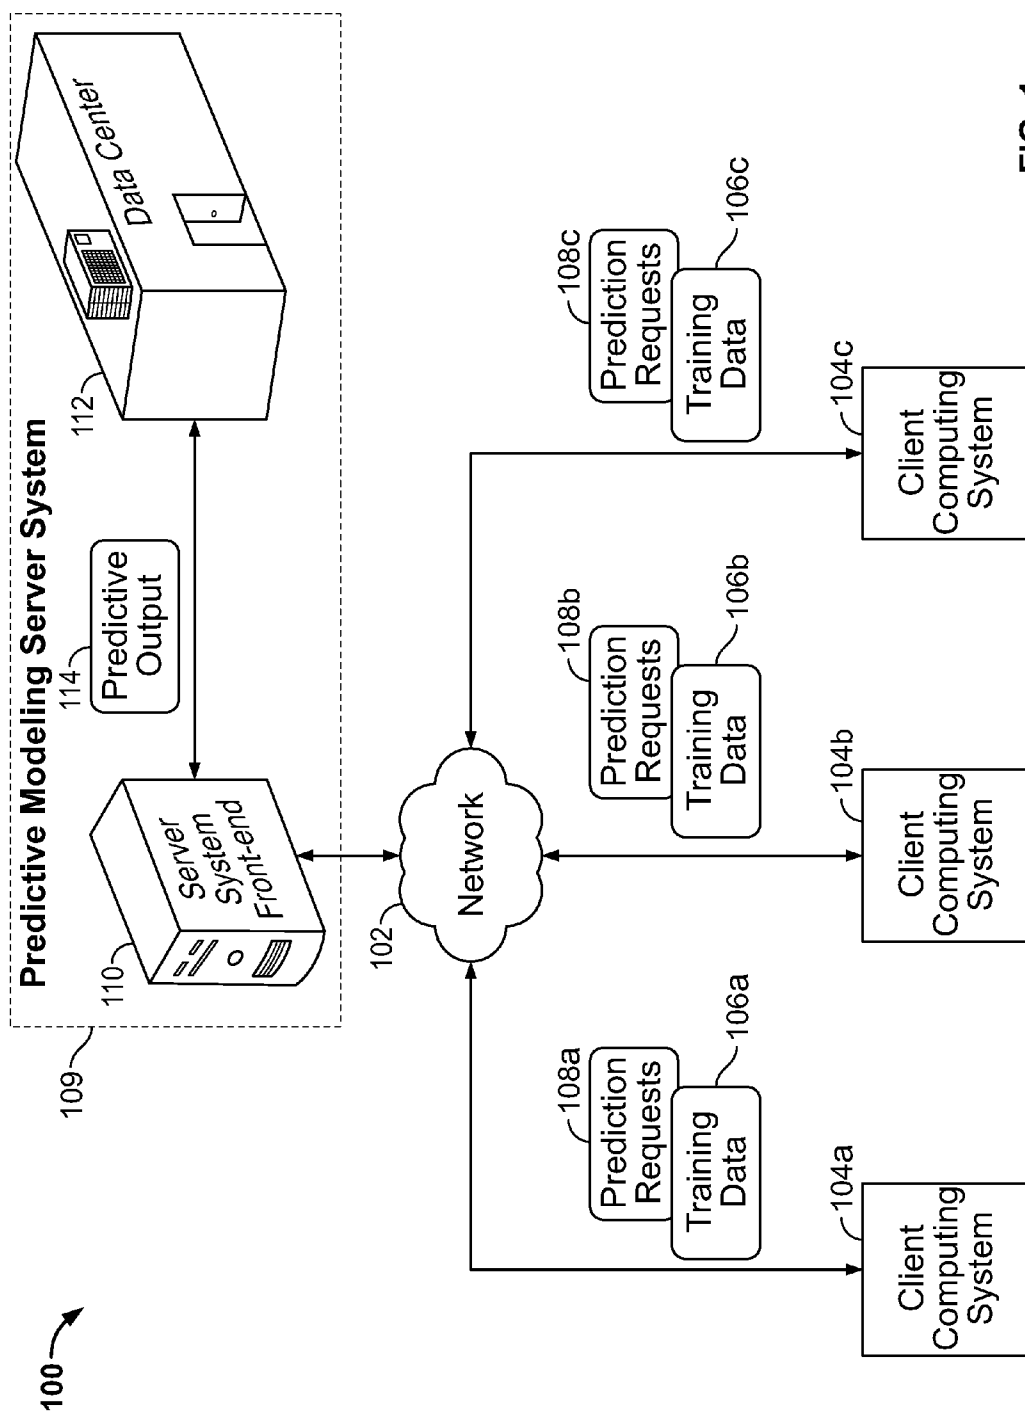 100
109
Predictive Modeling Server System
110
Server
System
Front-end
114
Predictive
Output
112
Data Center
102
Network
108a
Prediction
Requests
Training
Data
106a
108b
Prediction
Requests
Training
Data
106b
108c
Prediction
Requests
Training
Data
106c
104a
Client
Computing
System
104b
Client
Computing
System
104c
Client
Computing
System